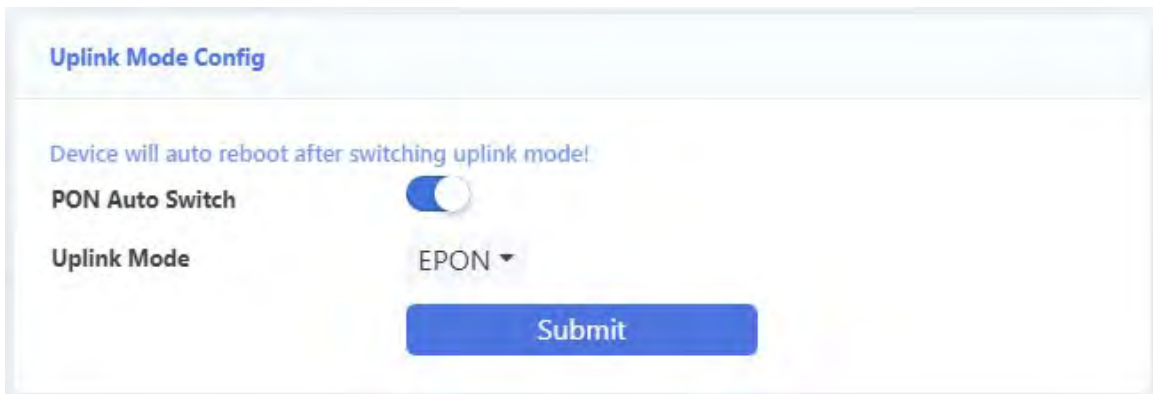 Uplink Mode Config
Device will auto reboot after switching uplink mode!
PON Auto Switch
Uplink Mode EPON
Submit